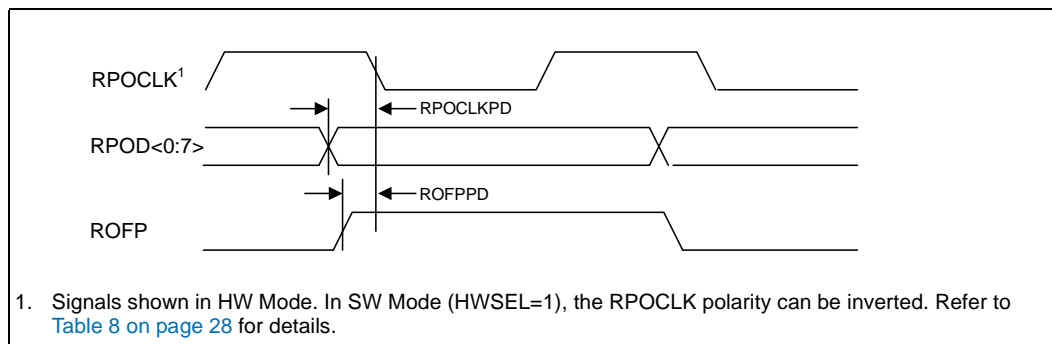 RPOCLK1
RPOCLKPD
RPOD<0:7>
ROFPPD
ROFP
1. Signals shown in HW Mode. In SW Mode (HWSEL=1), the RPOCLK polarity can be inverted. Refer to
Table 8 on page 28 for details.